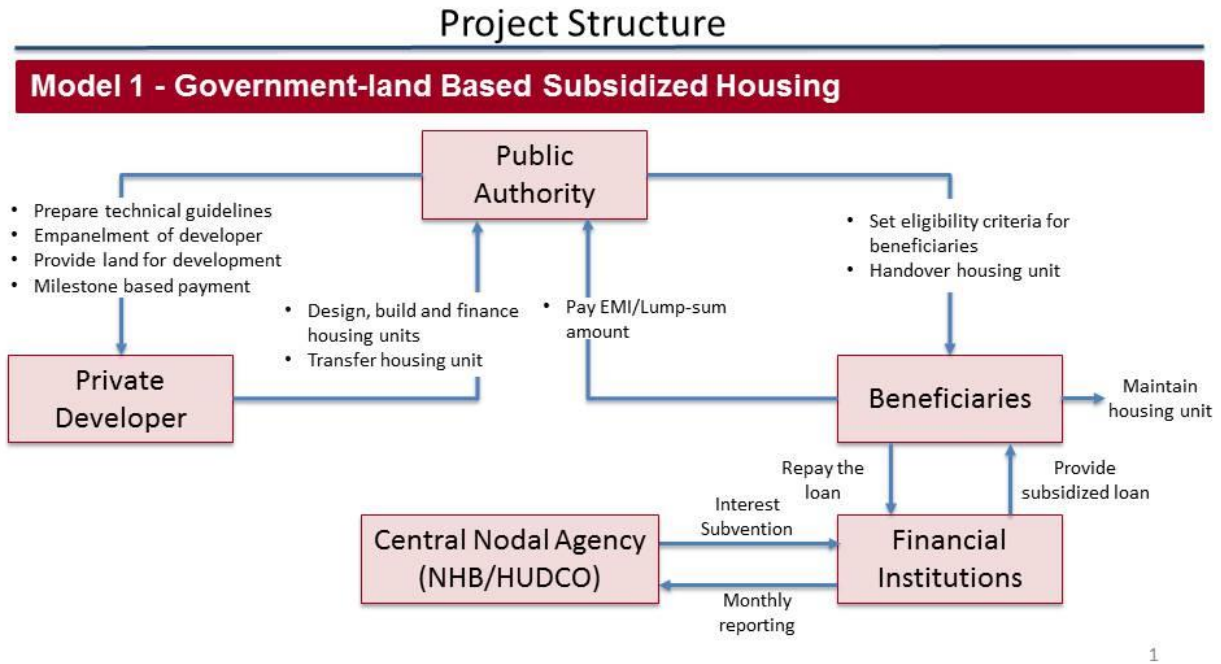 Project Structure
Model 1 - Government-land Based Subsidized Housing
Public
Authority
• Prepare technical guidelines
• Empanelment of developer
• Provide land for development
• Milestone based payment
• Design, build and finance
housing units
• Transfer housing unit
• Pay EMI/Lump-sum
amount
• Set eligibility criteria for
beneficiaries
• Handover housing unit
Private
Developer
Beneficiaries
Maintain
housing unit
Repay the
loan
Provide
subsidized loan
Interest
Subvention
Central Nodal Agency
(NHB/HUDCO)
Financial
Institutions
Monthly
reporting
1